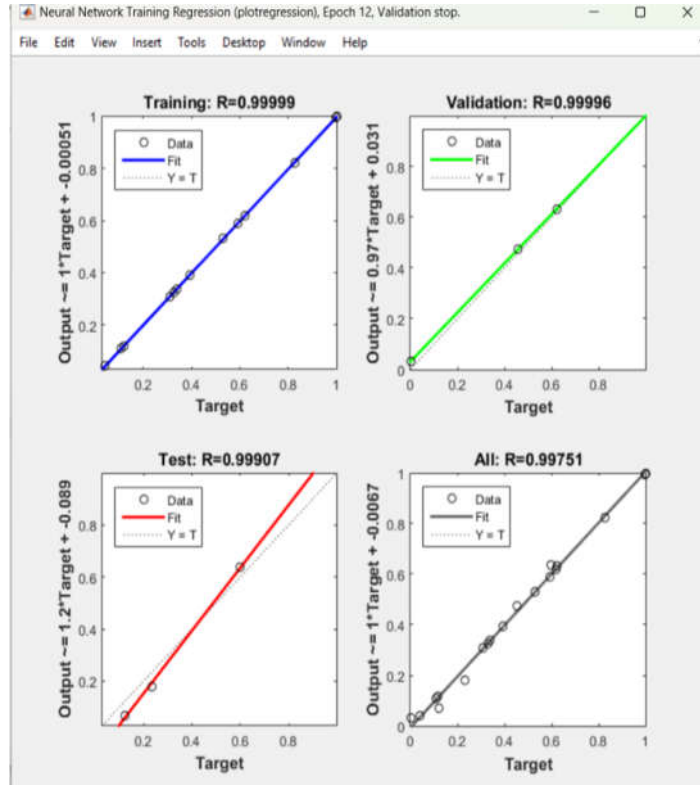 Neural Network Training Regression (plotregression), Epoch 12, Validation stop.
File Edit View Insert Tools Desktop Window Help
Training: R=0.99999
Output ~= 1*Target + -0.00051
1
0.8
0.6
0.4
0.2
Data
Fit
Y = T
0.2 0.4 0.6 0.8 1
Target
Validation: R=0.99996
Output ~= 0.97*Target + 0.031
0.8
0.6
0.4
0.2
0
Data
Fit
Y = T
0 0.2 0.4 0.6 0.8
Target
Test: R=0.99907
Output ~= 1.2*Target + -0.089
0.8
0.6
0.4
0.2
Data
Fit
Y = T
0.2 0.4 0.6 0.8
Target
All: R=0.99751
Output ~= 1*Target + -0.0067
1
0.8
0.6
0.4
0.2
0
Data
Fit
Y = T
0 0.2 0.4 0.6 0.8 1
Target